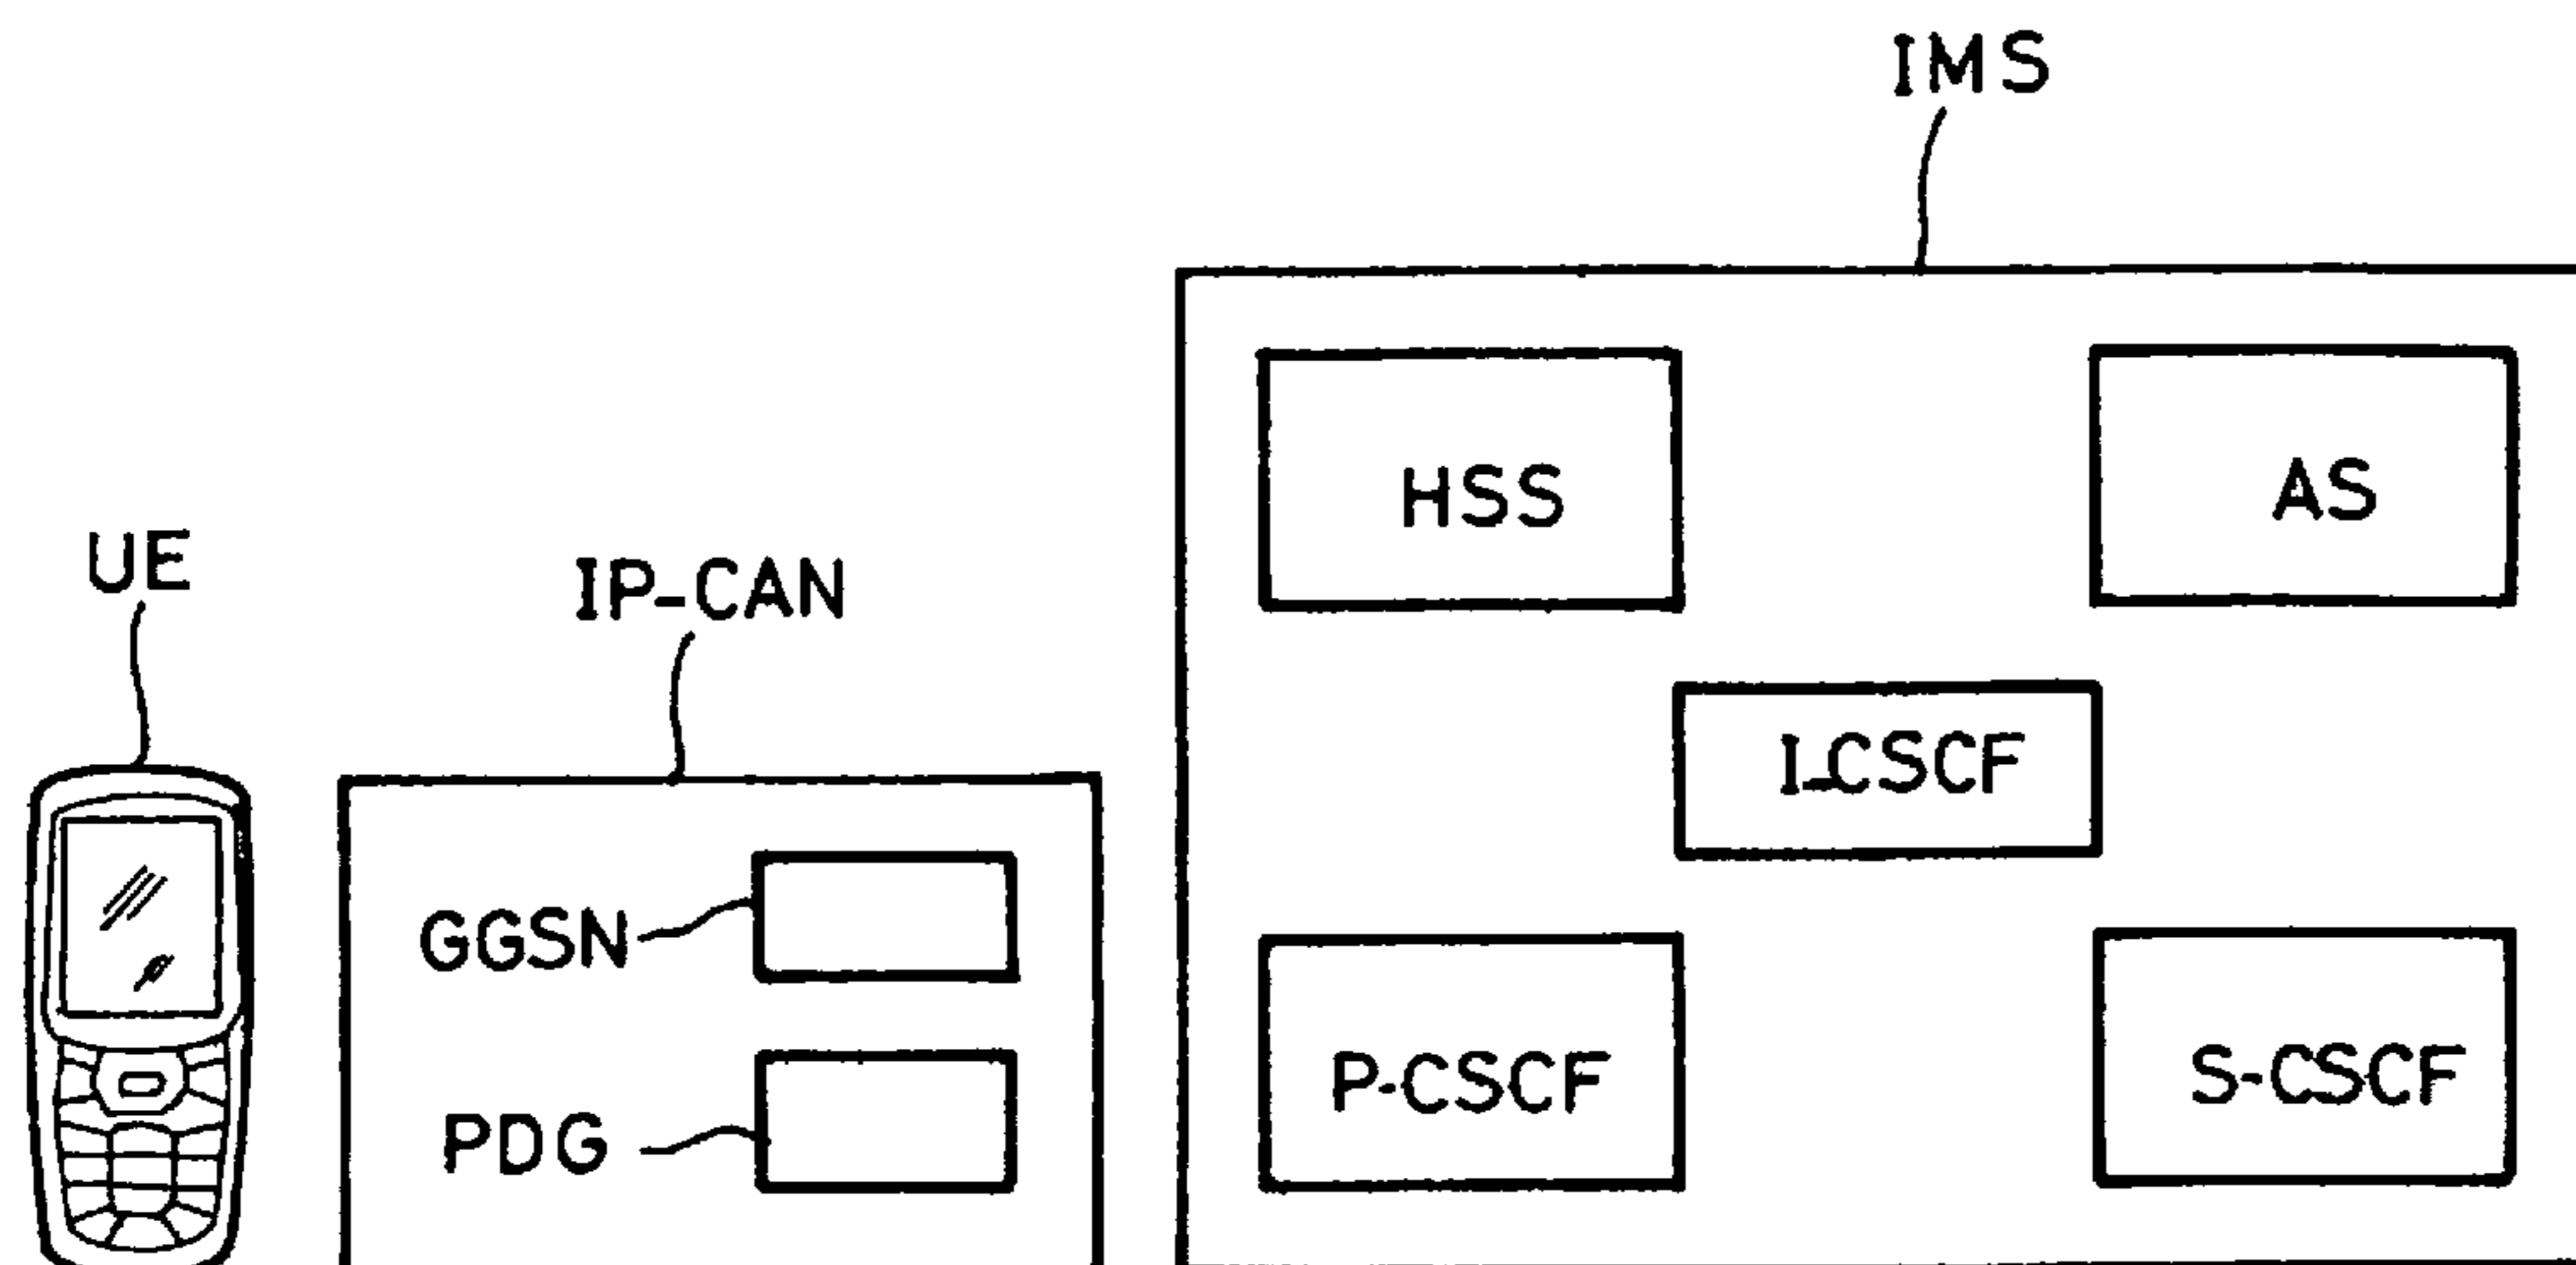 IMS
HSS
AS
UE
IP-CAN
I-CSCF
GGSN
P-CSCF
S-CSCF
PDG